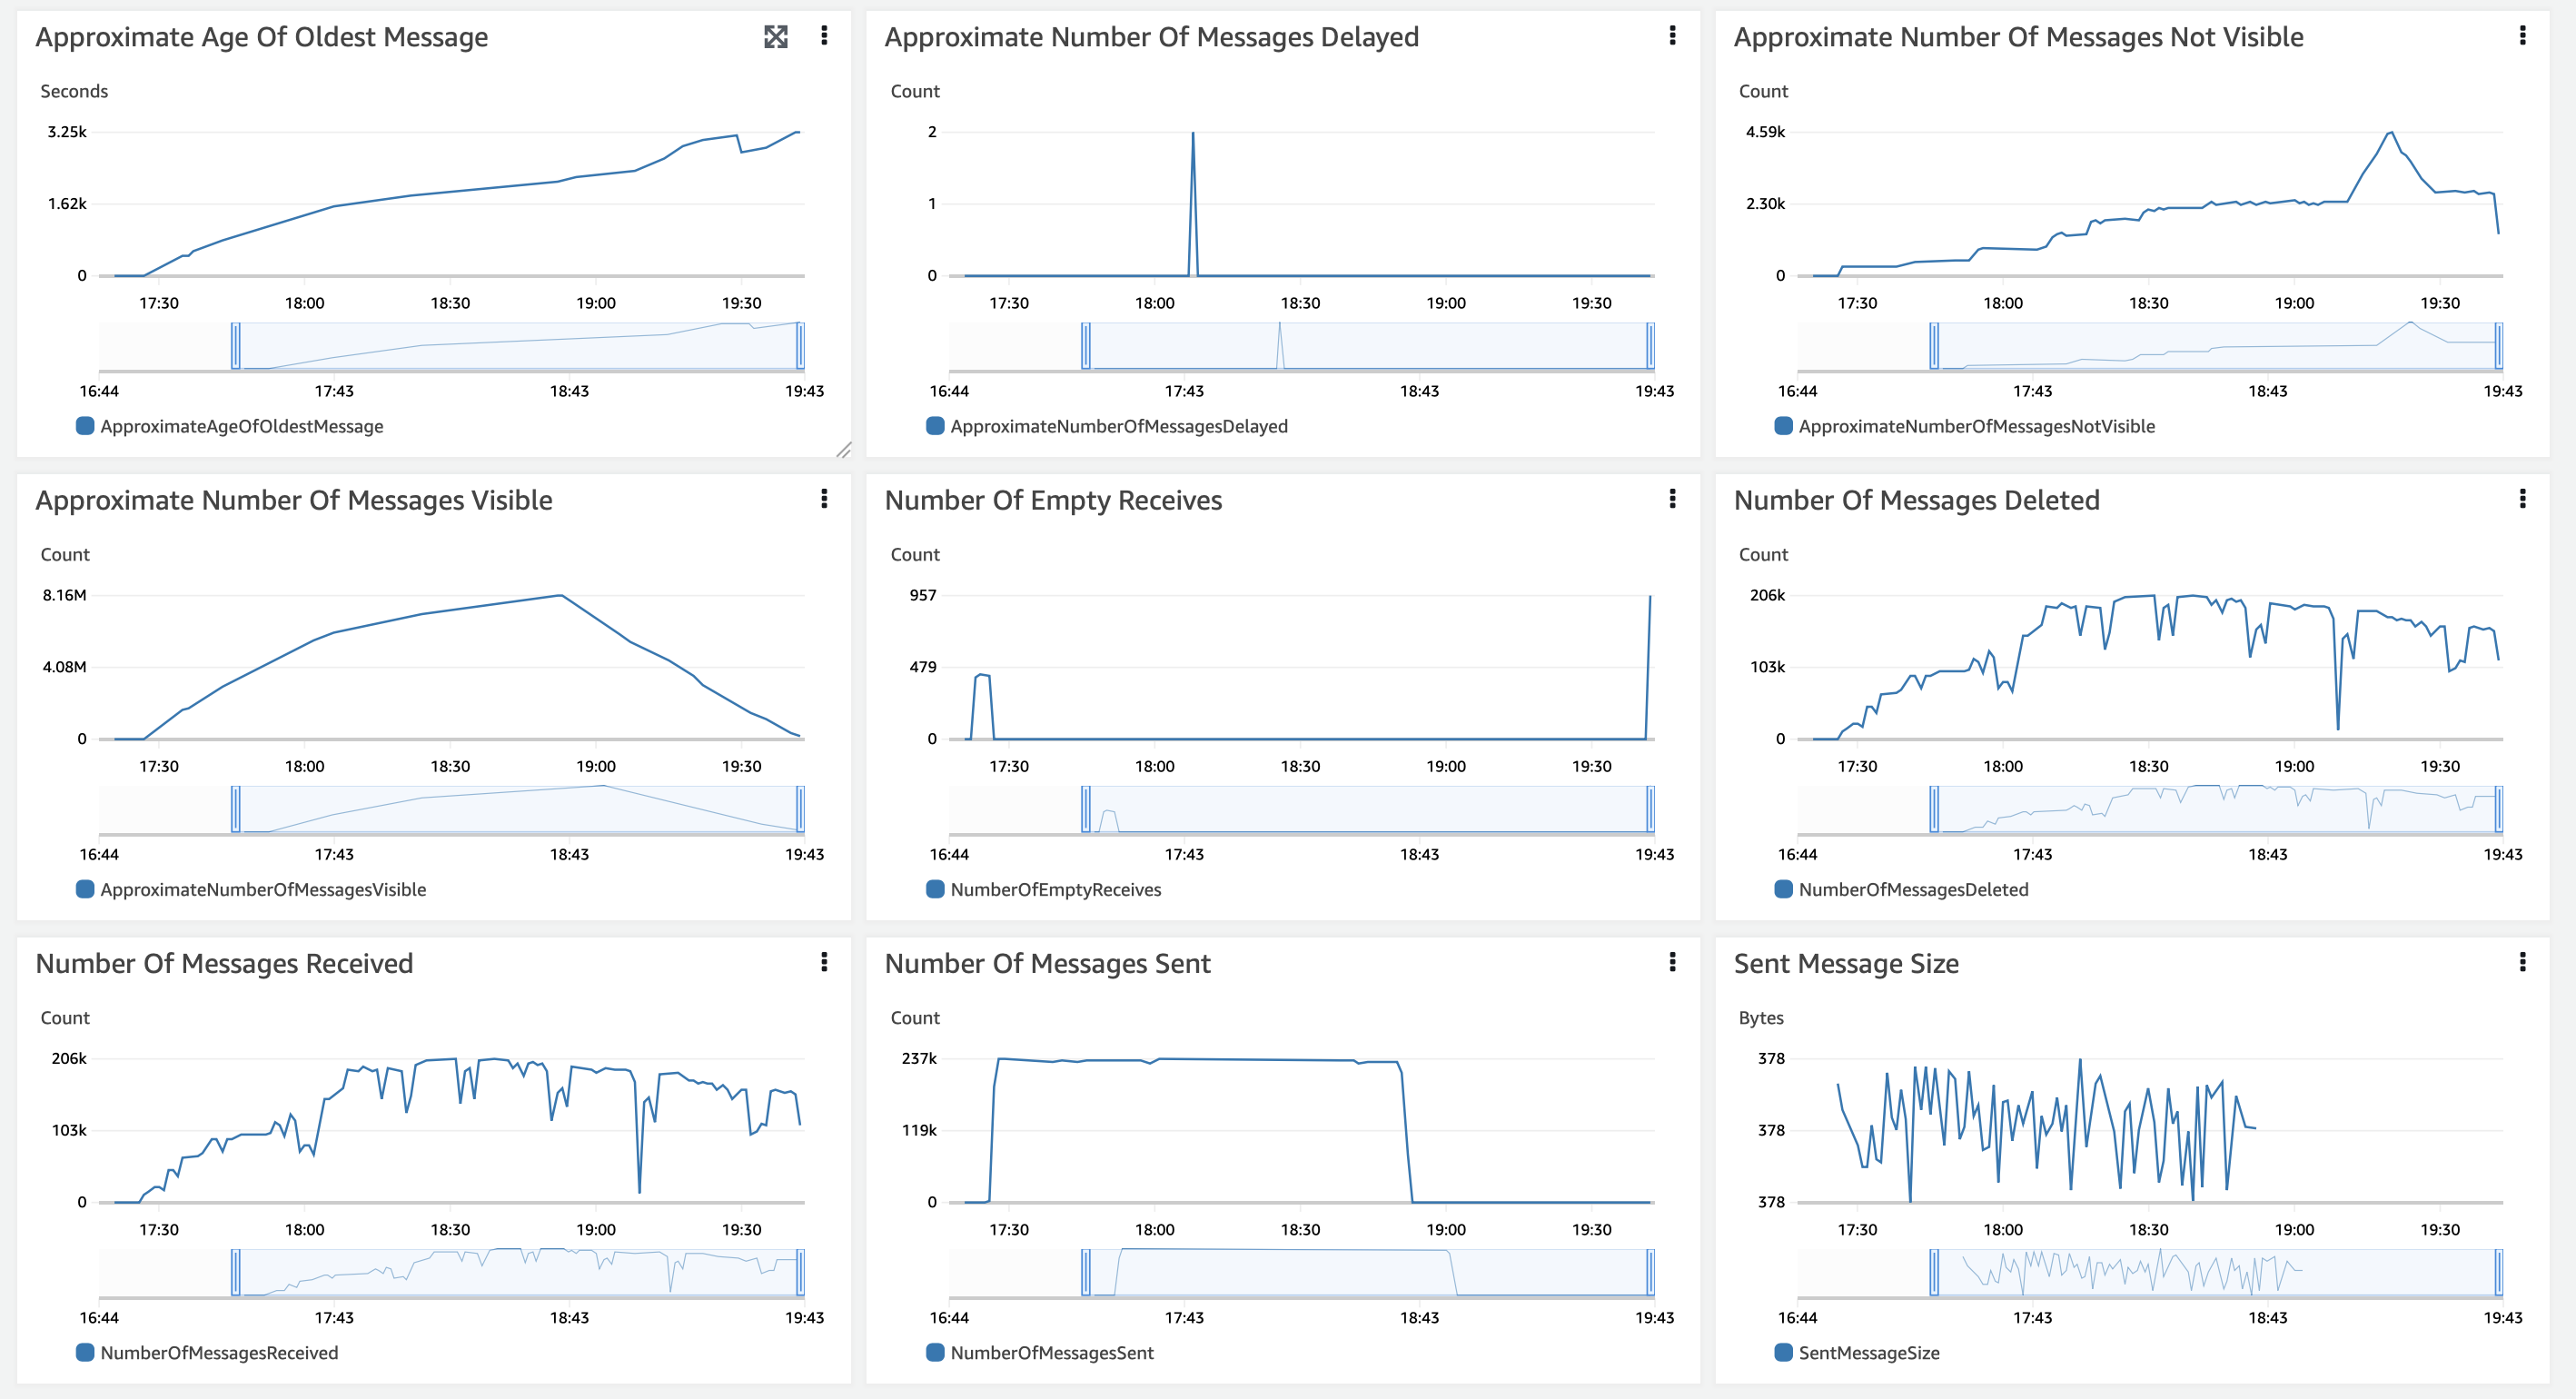 Approximate Age Of Oldest Message
Seconds
3.25k
1.62k
0
17:30 18:00 18:30 19:00 19:30
16:44 17:43 18:43 19:43
ApproximateAgeOfOldestMessage
Approximate Number Of Messages Delayed
Count
2
1
0
17:30 18:00 18:30 19:00 19:30
16:44 17:43 18:43 19:43
ApproximateNumberOfMessagesDelayed
Approximate Number Of Messages Not Visible
Count
4.59k
2.30k
0
17:30 18:00 18:30 19:00 19:30
16:44 17:43 18:43 19:43
ApproximateNumberOfMessagesNotVisible
Approximate Number Of Messages Visible
Count
8.16M
4.08M
0
17:30 18:00 18:30 19:00 19:30
16:44 17:43 18:43 19:43
ApproximateNumberOfMessagesVisible
Number Of Empty Receives
Count
957
479
0
17:30 18:00 18:30 19:00 19:30
16:44 17:43 18:43 19:43
NumberOfEmptyReceives
Number Of Messages Deleted
Count
206k
103k
0
17:30 18:00 18:30 19:00 19:30
16:44 17:43 18:43 19:43
NumberOfMessagesDeleted
Number Of Messages Received
Count
206k
103k
0
17:30 18:00 18:30 19:00 19:30
16:44 17:43 18:43 19:43
NumberOfMessagesReceived
Number Of Messages Sent
Count
237k
119k
0
17:30 18:00 18:30 19:00 19:30
16:44 17:43 18:43 19:43
NumberOfMessagesSent
Sent Message Size
Bytes
378
378
378
17:30 18:00 18:30 19:00 19:30
16:44 17:43 18:43 19:43
SentMessageSize